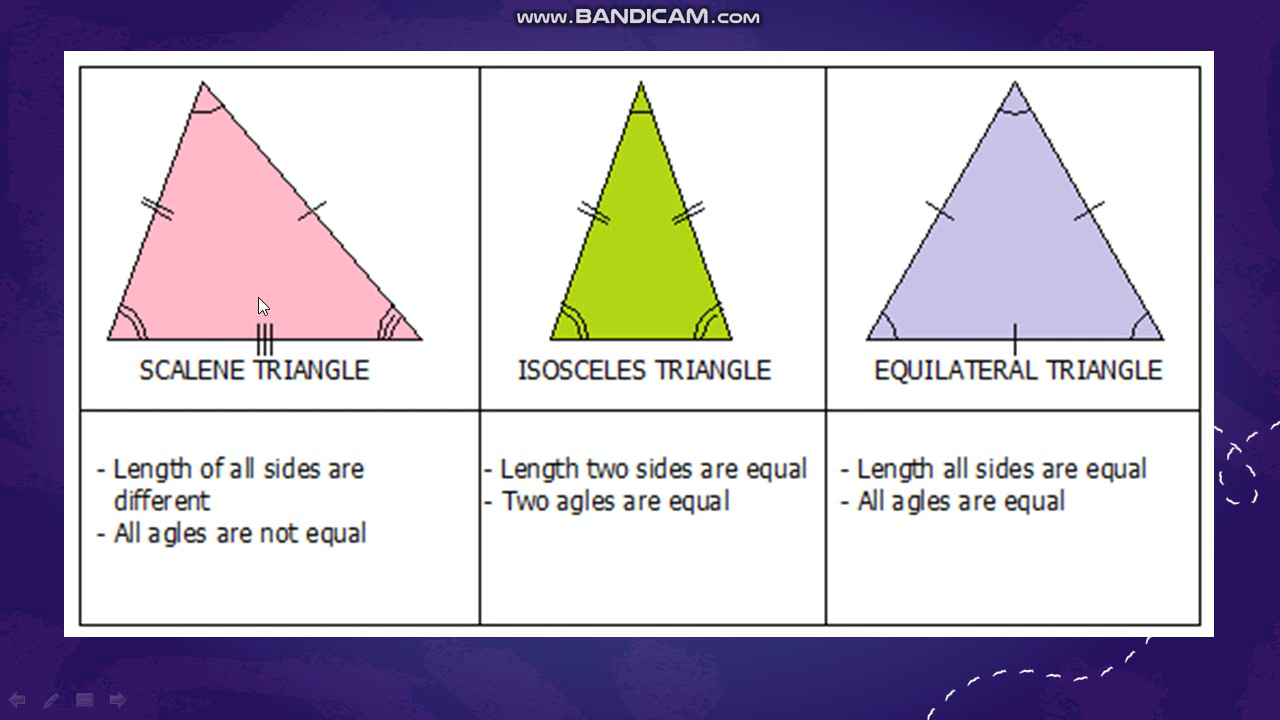 www.BANDICAM.com
SCALENE TRIANGLE
ISOSCELES TRIANGLE
EQUILATERAL TRIANGLE
- Length of all sides are
different
- All agles are not equal
- Length two sides are equal
- Two agles are equal
- Length all sides are equal
- All agles are equal